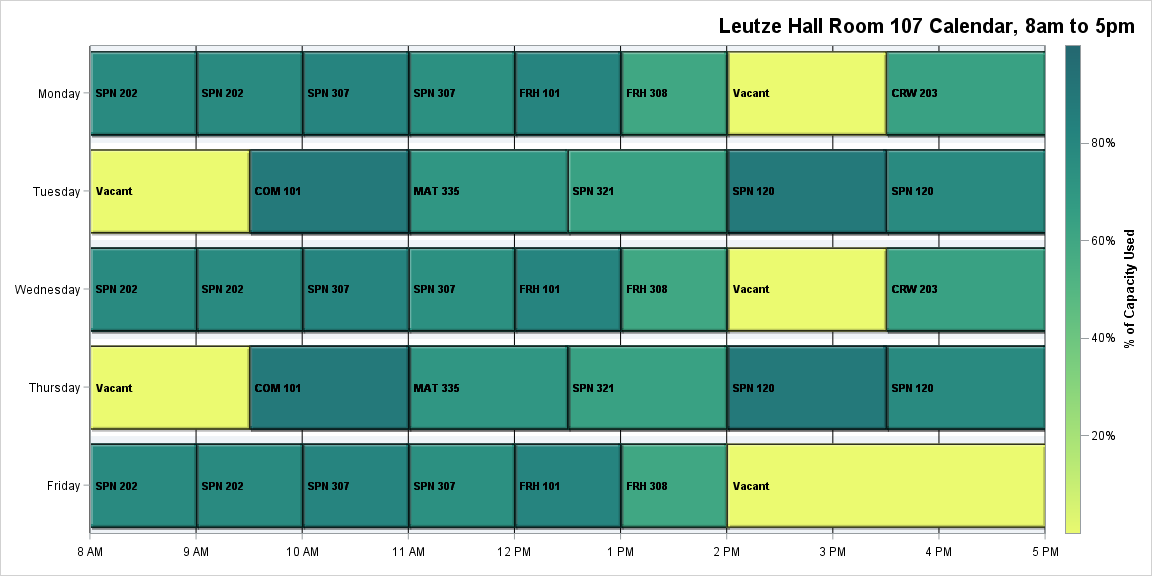 Leutze Hall Room 107 Calendar, 8am to 5pm
Monday
SPN 202
SPN 202
SPN 307
SPN 307
FRH 101
FRH 308
Vacant
CRW 203
Tuesday
Vacant
COM 101
MAT 335
SPN 321
SPN 120
SPN 120
Wednesday
SPN 202
SPN 202
SPN 307
SPN 307
FRH 101
FRH 308
Vacant
CRW 203
Thursday
Vacant
COM 101
MAT 335
SPN 321
SPN 120
SPN 120
Friday
SPN 202
SPN 202
SPN 307
SPN 307
FRH 101
FRH 308
Vacant
8 AM
9 AM
10 AM
11 AM
12 PM
1 PM
2 PM
3 PM
4 PM
5 PM
80%
60%
40%
20%
% of Capacity Used